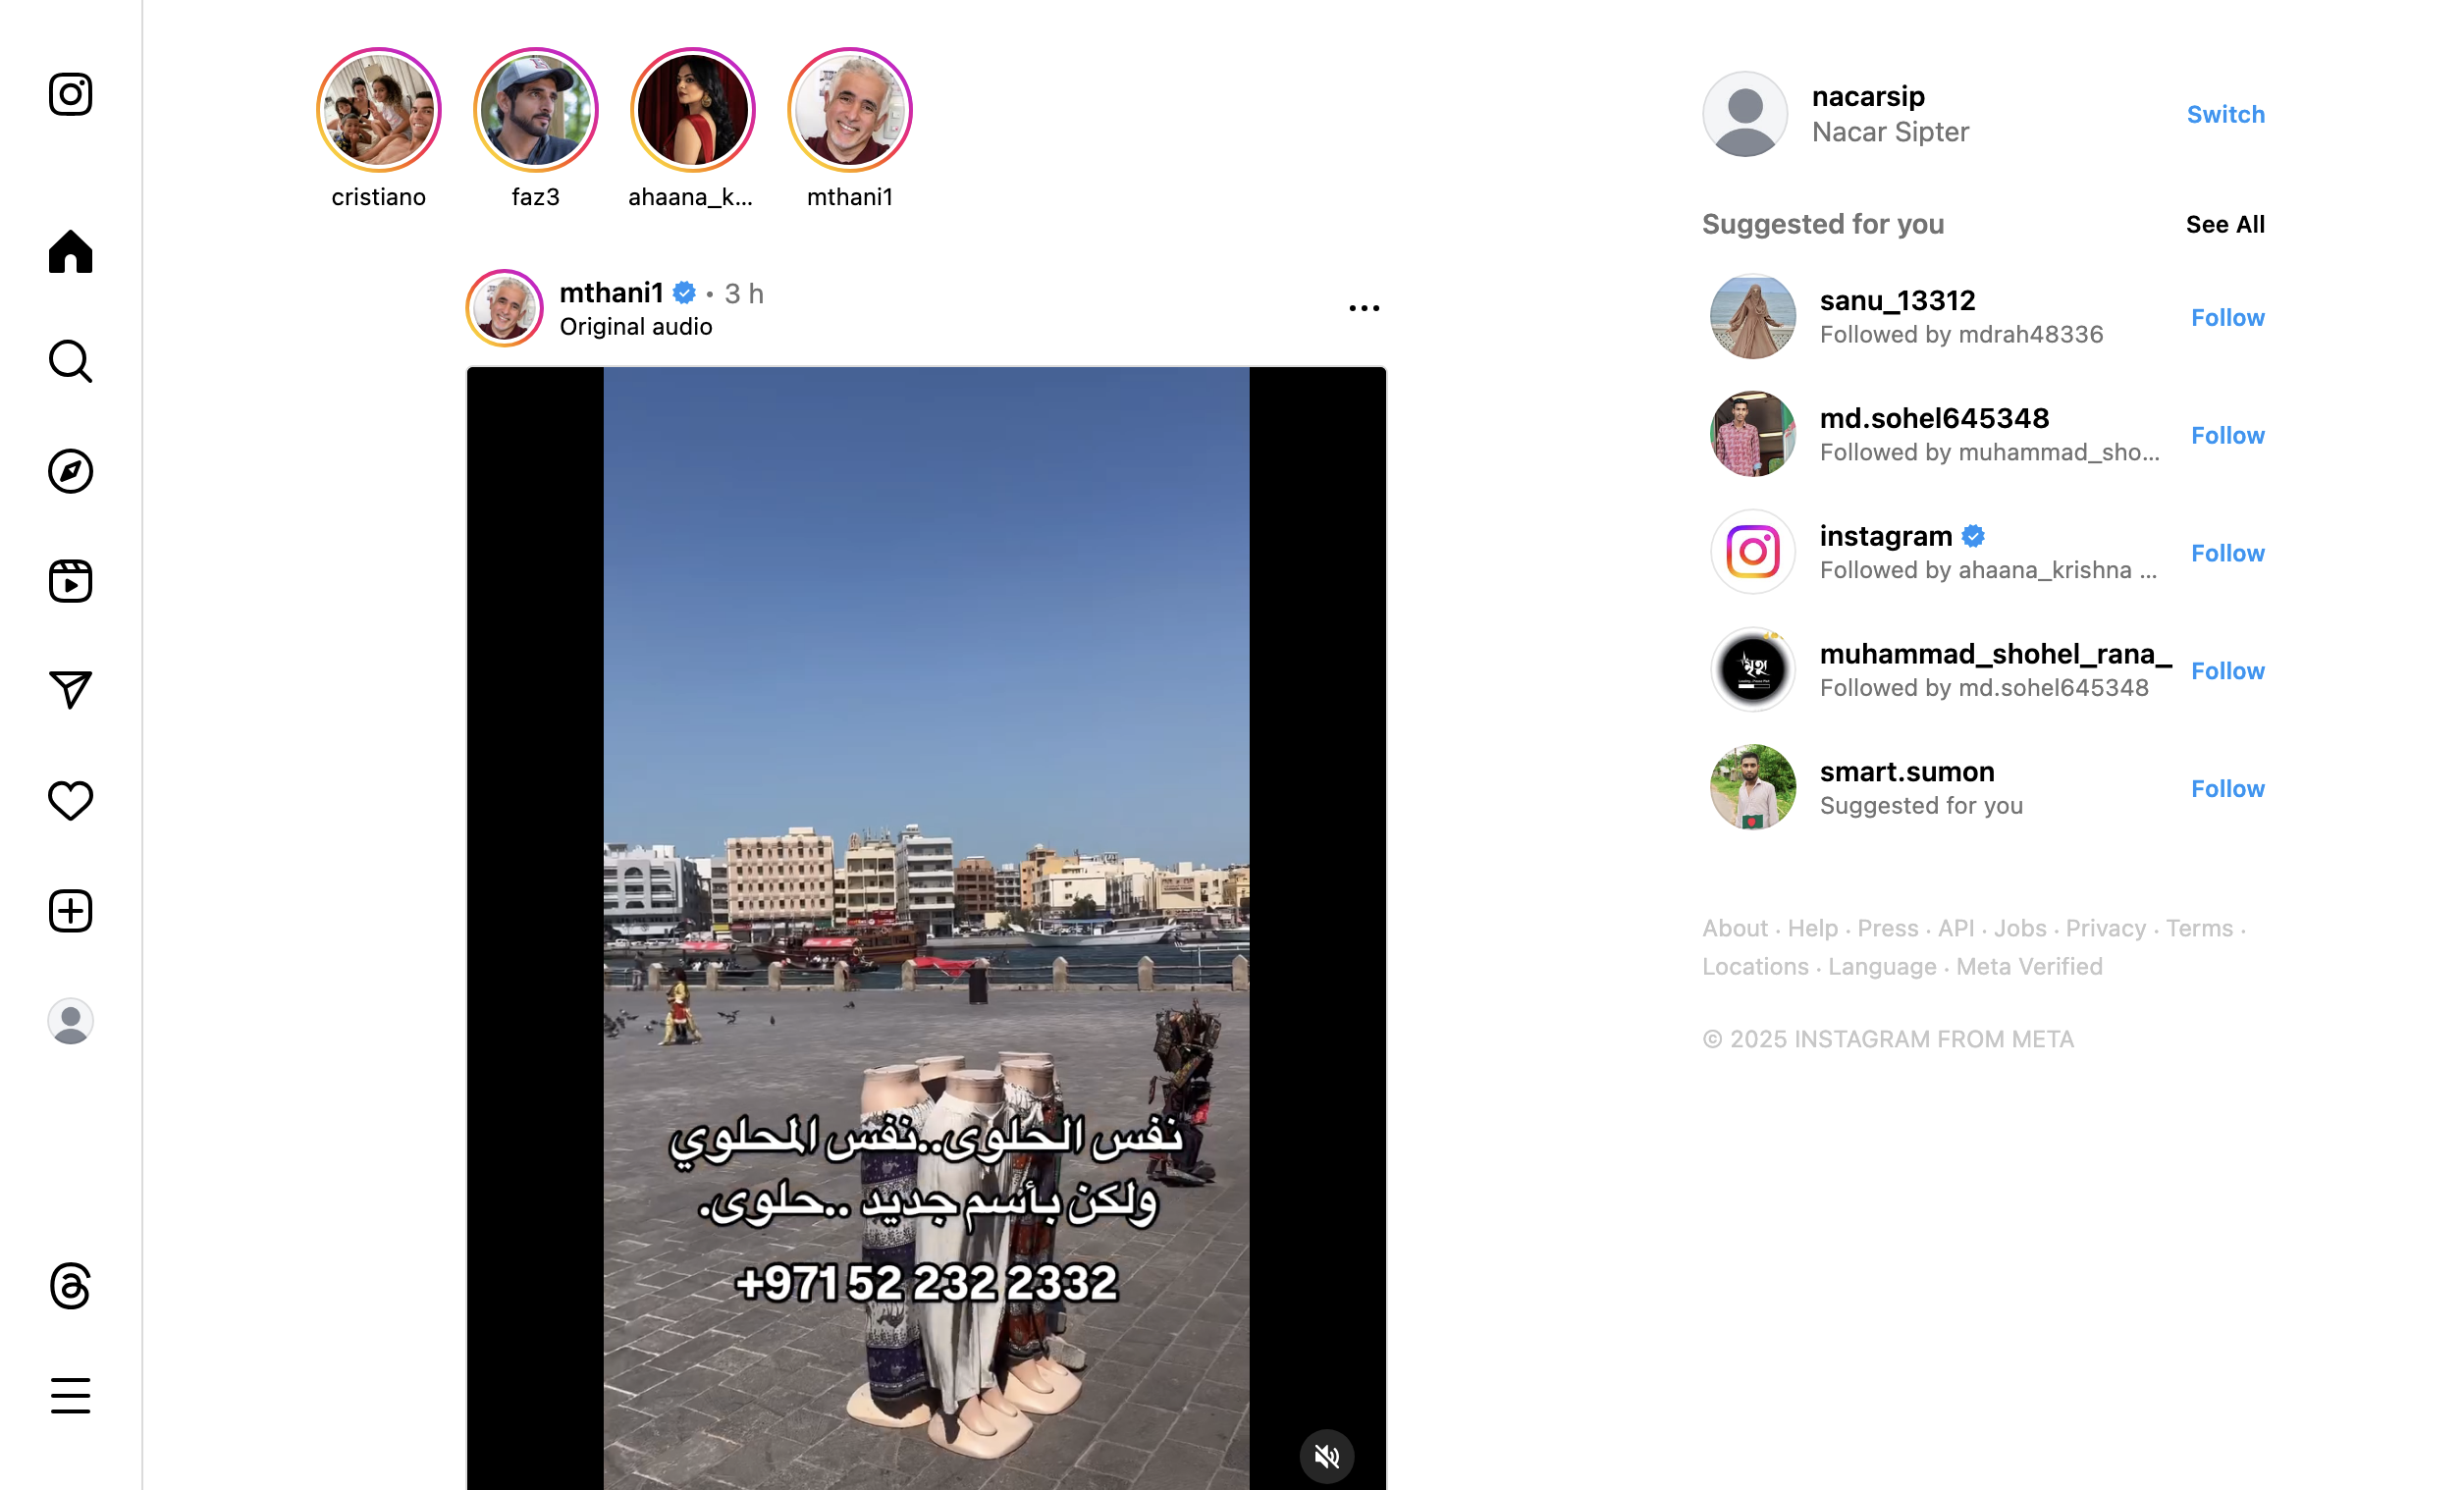 cristiano
faz3
ahaana_k...
mthani1
mthani1 • 3 h
Original audio
نفس الحلوى..نفس المحلوي
ولكن بأسم جديد ..حلوى.
+971 52 232 2332
nacarsip
Nacar Sipter
Switch
Suggested for you
See All
sanu_13312
Followed by mdrah48336
Follow
md.sohel645348
Followed by muhammad_sho...
Follow
instagram
Followed by ahaana_krishna ...
Follow
muhammad_shohel_rana_
Followed by md.sohel645348
Follow
smart.sumon
Suggested for you
Follow
About · Help · Press · API · Jobs · Privacy · Terms ·
Locations · Language · Meta Verified
© 2025 INSTAGRAM FROM META